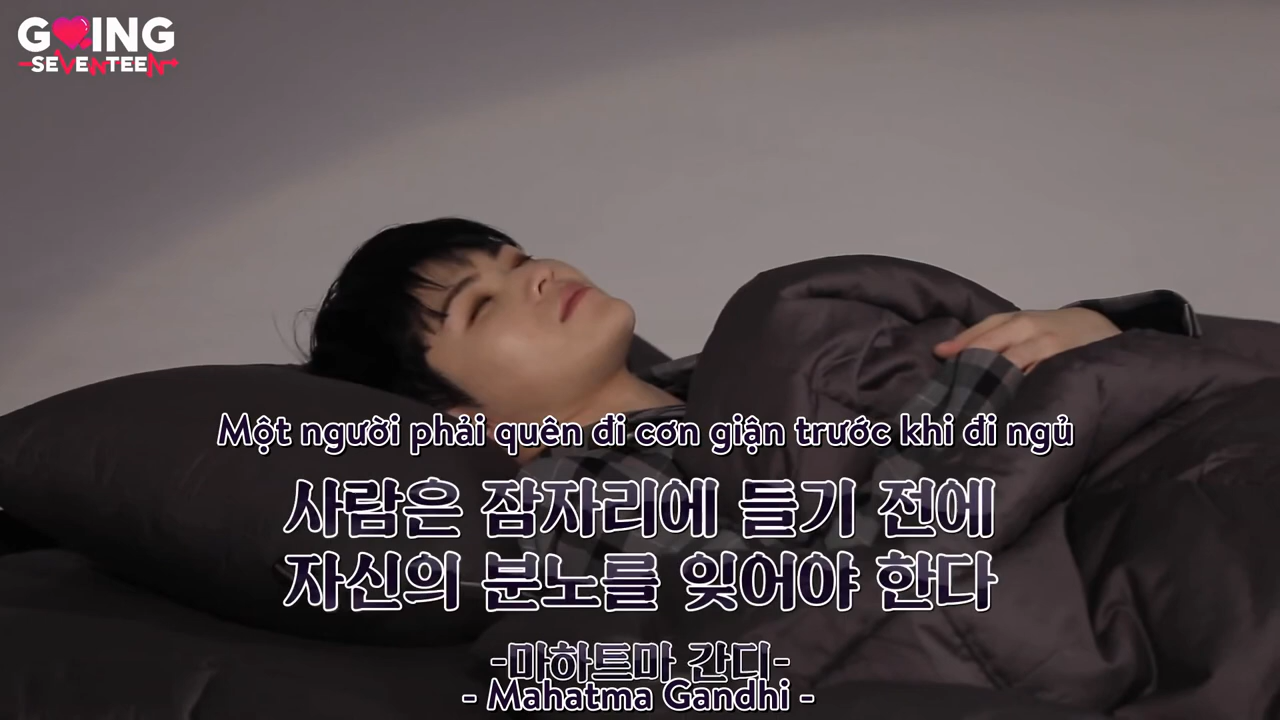 GOING
SEVENTEEN
Một người phải quên đi cơn giận trước khi đi ngủ
사람은 잠자리에 들기 전에
자신의 분노를 잊어야 한다
-마하트마 간디-
- Mahatma Gandhi -